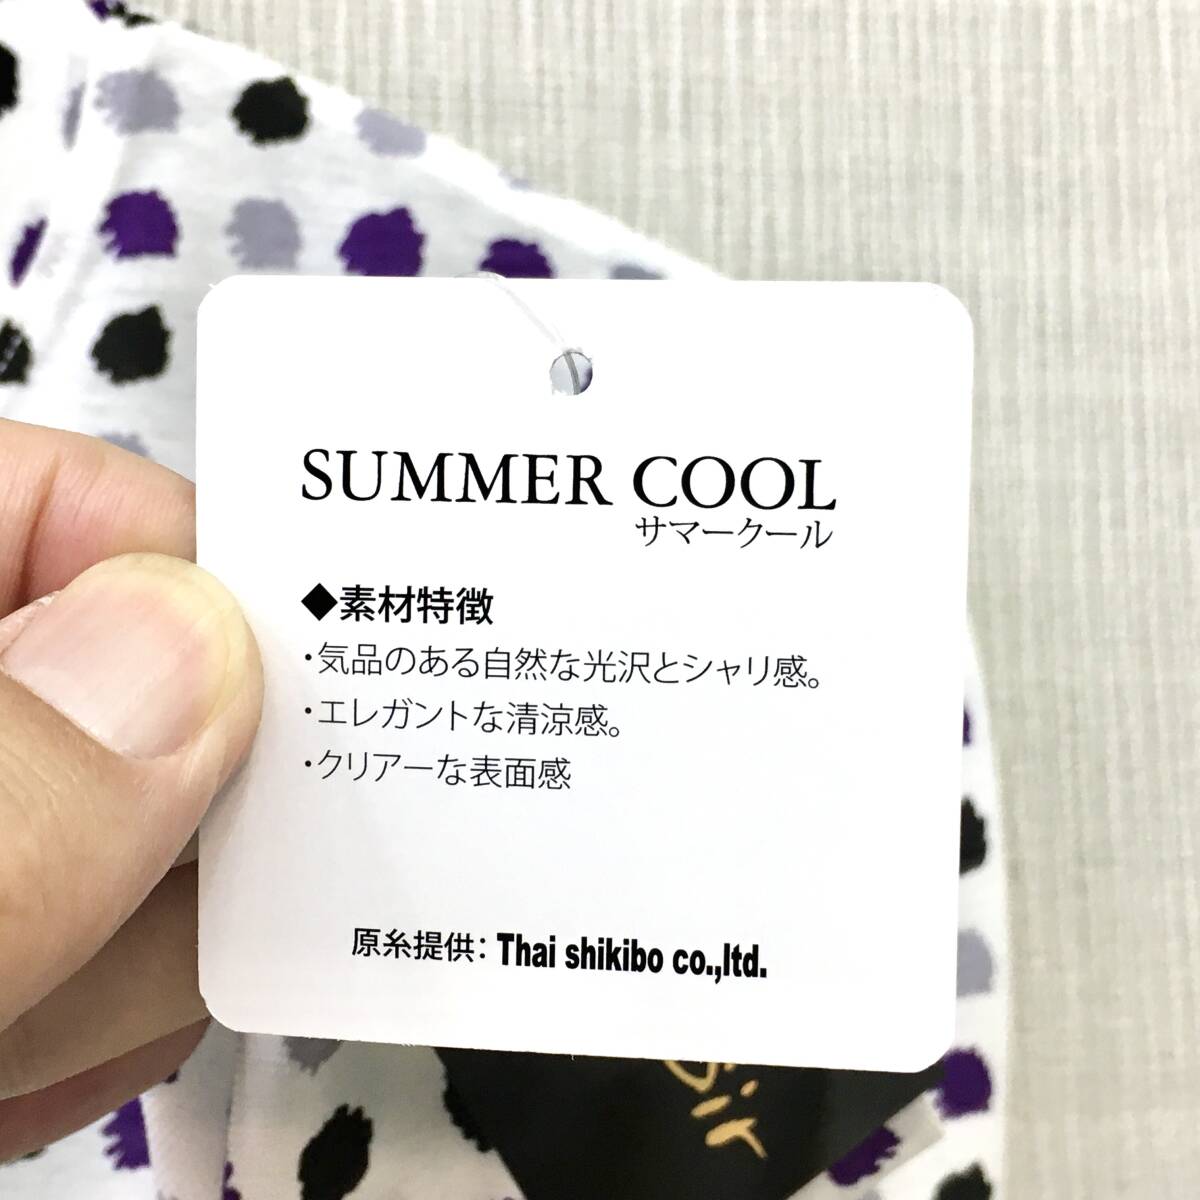 SUMMER COOL
サマークール
◆素材特徴
・気品のある自然な光沢とシャリ感。
・エレガントな清涼感。
・クリアーな表面感
原糸提供: Thai shikibo co.,ltd.